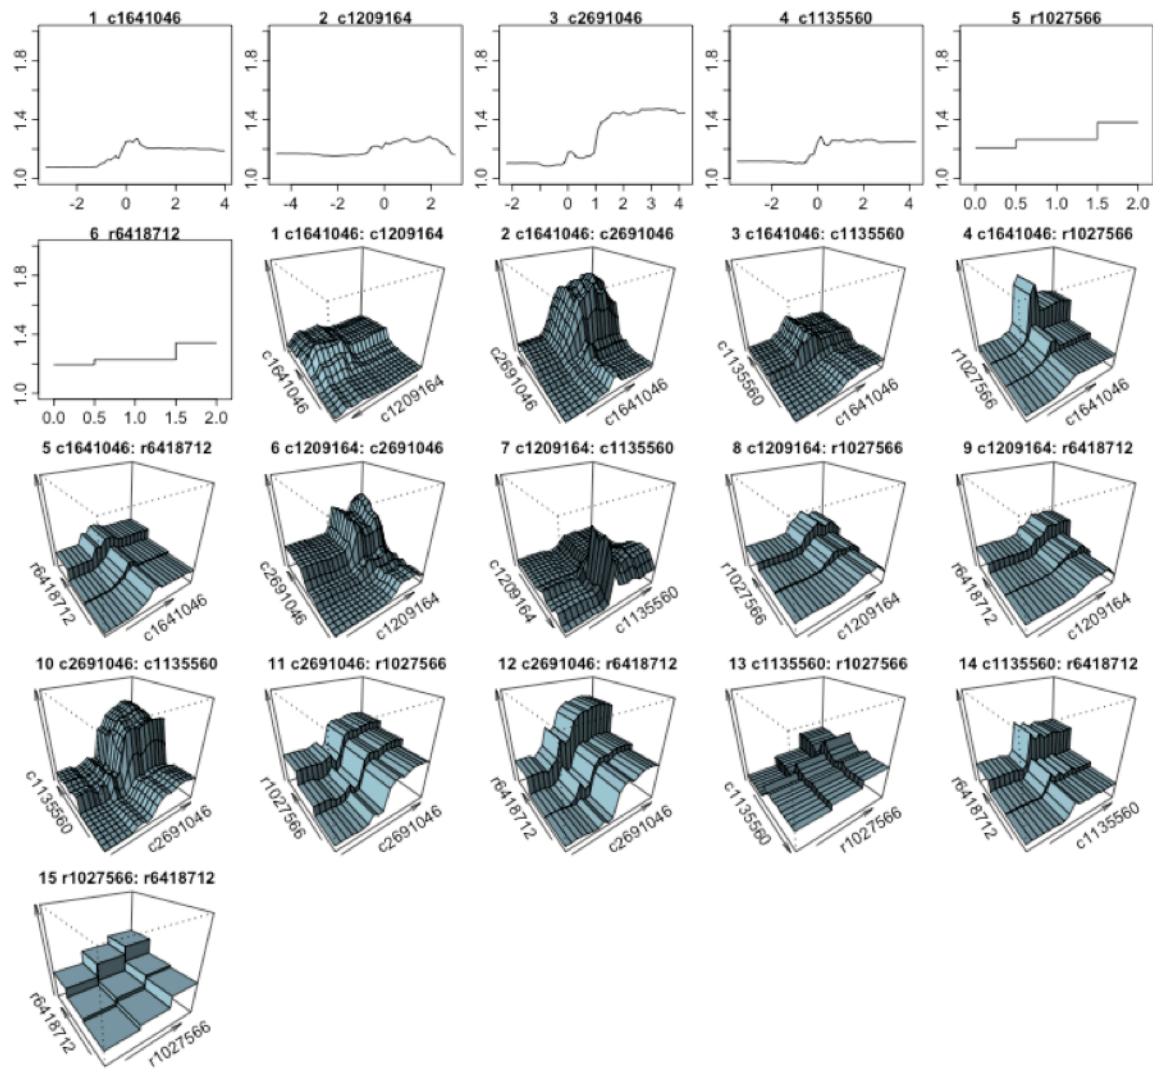 1 c1641046
2 c1209164
3 c2691046
4 c1135560
5 r1027566
1.0 1.4 1.8
-2 0 2 4
1.0 1.4 1.8
-4 -2 0 2
1.0 1.4 1.8
-2 0 1 2 3 4
1.0 1.4 1.8
-2 0 2 4
1.0 1.4 1.8
0.0 0.5 1.0 1.5 2.0
6 r6418712
1.0 1.4 1.8
0.0 0.5 1.0 1.5 2.0
1 c1641046: c1209164
c1641046
c1209164
2 c1641046: c2691046
c2691046
c1641046
3 c1641046: c1135560
c1135560
c1641046
4 c1641046: r1027566
r1027566
c1641046
5 c1641046: r6418712
r6418712
c1641046
6 c1209164: c2691046
c2691046
c1209164
7 c1209164: c1135560
c1209164
c1135560
8 c1209164: r1027566
r1027566
c1209164
9 c1209164: r6418712
r6418712
c1209164
10 c2691046: c1135560
c1135560
c2691046
11 c2691046: r1027566
r1027566
c2691046
12 c2691046: r6418712
r6418712
c2691046
13 c1135560: r1027566
c1135560
r1027566
14 c1135560: r6418712
r6418712
c1135560
15 r1027566: r6418712
r6418712
r1027566